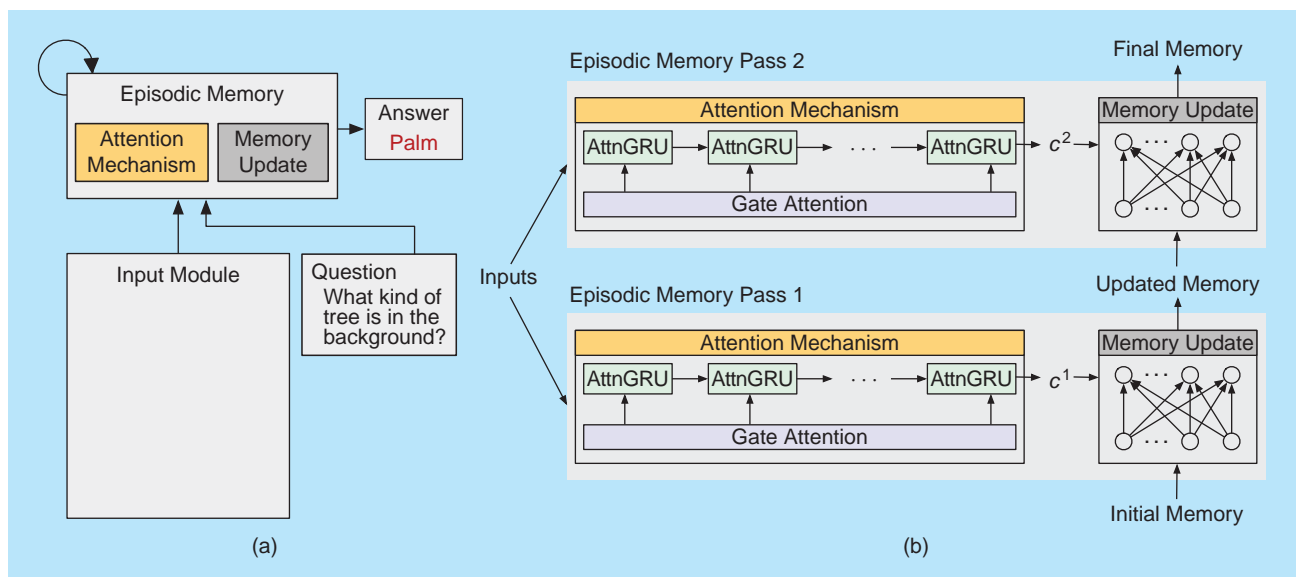 Episodic Memory
Attention
Mechanism
Memory
Update
Answer
Palm
Input Module
Question
What kind of
tree is in the
background?
(a)
Final Memory
Episodic Memory Pass 2
Attention Mechanism
Memory Update
AttnGRU AttnGRU . . . AttnGRU
c²
. . .
Gate Attention
. . .
Inputs
Updated Memory
Episodic Memory Pass 1
Attention Mechanism
Memory Update
AttnGRU AttnGRU . . . AttnGRU
c¹
. . .
Gate Attention
. . .
Initial Memory
(b)